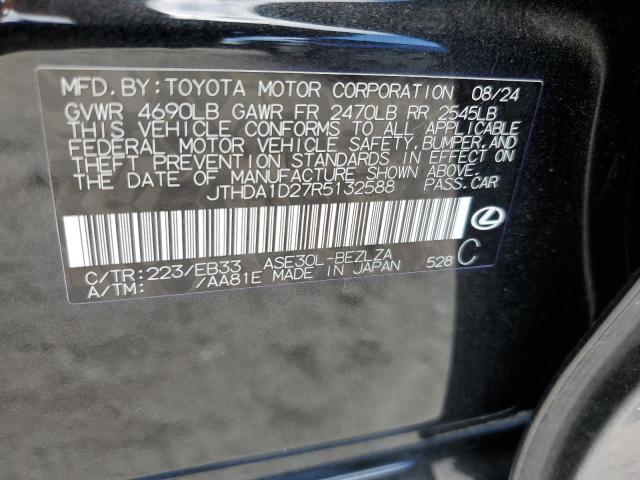 MFD.BY:TOYOTA MOTOR CORPORATION 08/24
GVWR 4690LB GAWR FR 2470LB RR 2545LB
THIS VEHICLE CONFORMS TO ALL APPLICABLE
FEDERAL MOTOR VEHICLE SAFETY,BUMPER,AND
THEFT PREVENTION STANDARDS IN EFFECT ON
THE DATE OF MANUFACTURE SHOWN ABOVE.
JTHDA1D27R5132588 PASS.CAR
C/TR:223/EB33 ASE30L-BEZLZA 528 C
A/TM: /AA81E MADE IN JAPAN